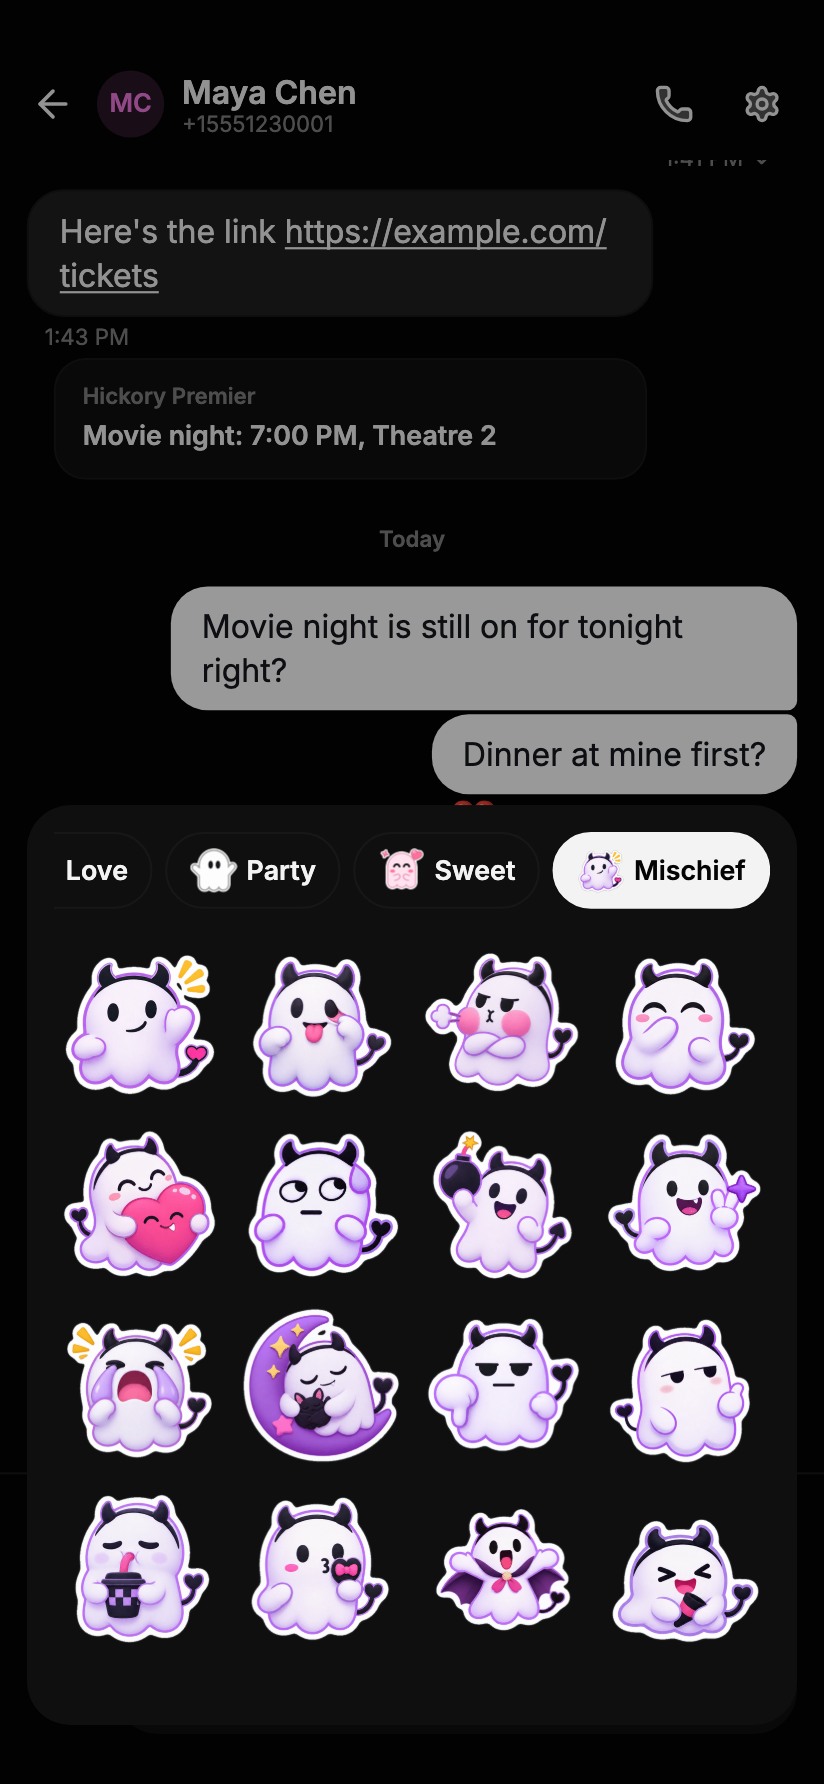 MC
Maya Chen
+15551230001
Here's the link https://example.com/
tickets
1:43 PM
Hickory Premier
Movie night: 7:00 PM, Theatre 2
Today
Movie night is still on for tonight
right?
Dinner at mine first?
Love
Party
Sweet
Mischief